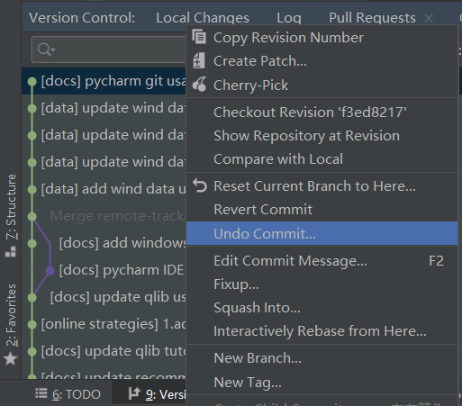 Version Control: Local Changes Log Pull Requests
Copy Revision Number
Create Patch...
Cherry-Pick
Checkout Revision 'f3ed8217'
Show Repository at Revision
Compare with Local
Reset Current Branch to Here...
Revert Commit
Undo Commit...
Edit Commit Message... F2
Fixup...
Squash Into...
Interactively Rebase from Here...
New Branch...
New Tag...
[docs] pycharm git usa
[data] update wind dat
[data] update wind dat
[data] update wind dat
[data] add wind data u
Merge remote-track
[docs] add windows
[docs] pycharm IDE
[docs] update qlib us
[online strategies] 1.ad
[docs] update qlib tuto
[docs] update recomm
Z: Structure
2: Favorites
6: TODO
9: Versi